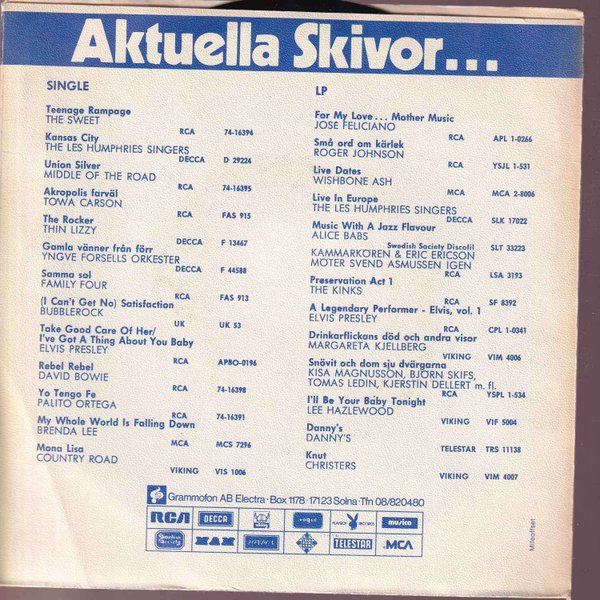 Aktuella Skivor...
SINGLE
Teenage Rampage
THE SWEET
RCA 74-16394
Kansas City
THE LES HUMPHRIES SINGERS
DECCA D 29224
Union Silver
MIDDLE OF THE ROAD
RCA 74-16395
Akropolis farväl
TOWA CARSON
RCA FAS 915
The Rocker
THIN LIZZY
DECCA F 13467
Gamla vänner från förr
YNGVE FORSELLS ORKESTER
DECCA F 44588
Samma sol
FAMILY FOUR
RCA FAS 913
(I Can't Get No) Satisfaction
BUBBLEROCK
UK UK 53
Take Good Care Of Her/
I've Got A Thing About You Baby
ELVIS PRESLEY
RCA APBO-0196
Rebel Rebel
DAVID BOWIE
RCA 74-16398
Yo Tengo Fe
PALITO ORTEGA
RCA 74-16391
My Whole World Is Falling Down
BRENDA LEE
MCA MCS 7296
Mona Lisa
COUNTRY ROAD
VIKING VIS 1006
LP
For My Love... Mother Music
JOSE FELICIANO
RCA APL 1-0266
Små ord om kärlek
ROGER JOHNSON
RCA YSJL 1-531
Live Dates
WISHBONE ASH
MCA MCA 2-8006
Live In Europe
THE LES HUMPHRIES SINGERS
DECCA SLK 17022
Music With A Jazz Flavour
ALICE BABS
Swedish Society Discofil SLT 33223
KAMMARKÖREN & ERIC ERICSON
MÖTER SVEND ASMUSSEN IGEN
RCA LSA 3193
Preservation Act 1
THE KINKS
RCA SF 8392
A Legendary Performer - Elvis, vol. 1
ELVIS PRESLEY
RCA CPL 1-0341
Drinkarflickans död och andra visor
MARGARETA KJELLBERG
VIKING VIM 4006
Snövit och dom sju dvärgarna
KISA MAGNUSSON, BJÖRN SKIFS,
TOMAS LEDIN, KJERSTIN DELLERT m. fl.
RCA YSPL 1-534
I'll Be Your Baby Tonight
LEE HAZLEWOOD
VIKING VIF 5004
Danny's
DANNY'S
TELESTAR TRS 11138
Knut
CHRISTERS
VIKING VIM 4007
Grammofon AB Electra · Box 1178 · 17123 Solna · Tfn 08/820480
RCA DECCA vogue PLAYBOY RECORDS musica
Swedish Society MAM TELEFUNKEN TELESTAR MCA
Mileoffset